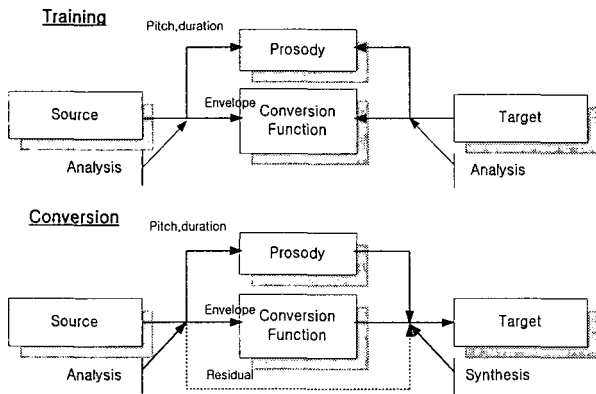 Training
Pitch,duration
Prosody
Source
Envelope
Conversion
Function
Target
Analysis
Analysis
Conversion
Pitch,duration
Prosody
Source
Envelope
Conversion
Function
Target
Analysis
Residual
Synthesis